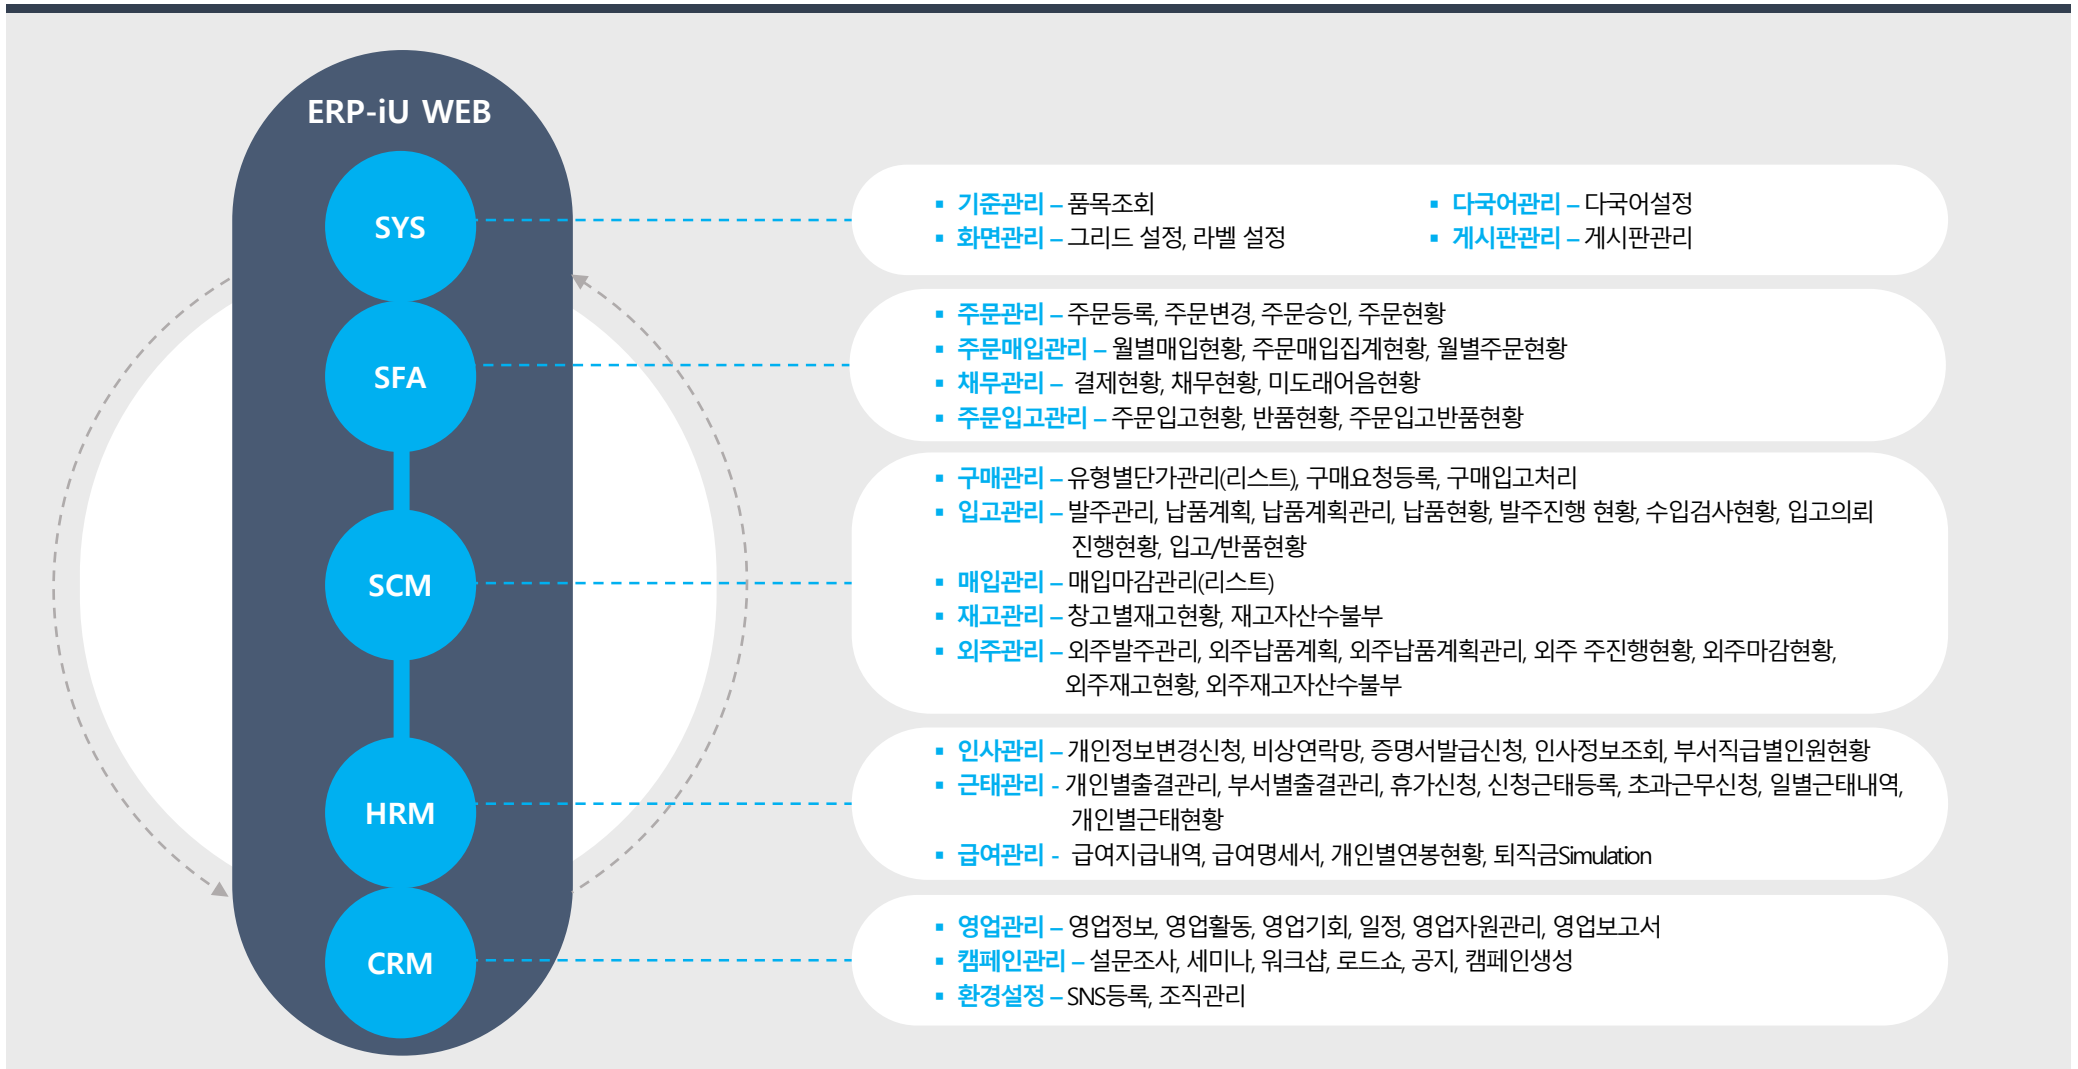 ERP-iU WEB
SYS
▪ 기준관리 – 품목조회
▪ 다국어관리 – 다국어설정
▪ 화면관리 – 그리드 설정, 라벨 설정
▪ 게시판관리 – 게시판관리
SFA
▪ 주문관리 – 주문등록, 주문변경, 주문승인, 주문현황
▪ 주문매입관리 – 월별매입현황, 주문매입집계현황, 월별주문현황
▪ 채무관리 – 결제현황, 채무현황, 미도래어음현황
▪ 주문입고관리 – 주문입고현황, 반품현황, 주문입고반품현황
SCM
▪ 구매관리 – 유형별단가관리(리스트), 구매요청등록, 구매입고처리
▪ 입고관리 – 발주관리, 납품계획, 납품계획관리, 납품현황, 발주진행 현황, 수입검사현황, 입고의뢰
진행현황, 입고/반품현황
▪ 매입관리 – 매입마감관리(리스트)
▪ 재고관리 – 창고별재고현황, 재고자산수불부
▪ 외주관리 – 외주발주관리, 외주납품계획, 외주납품계획관리, 외주 주진행현황, 외주마감현황,
외주재고현황, 외주재고자산수불부
HRM
▪ 인사관리 – 개인정보변경신청, 비상연락망, 증명서발급신청, 인사정보조회, 부서직급별인원현황
▪ 근태관리 - 개인별출결관리, 부서별출결관리, 휴가신청, 신청근태등록, 초과근무신청, 일별근태내역,
개인별근태현황
▪ 급여관리 - 급여지급내역, 급여명세서, 개인별연봉현황, 퇴직금Simulation
CRM
▪ 영업관리 – 영업정보, 영업활동, 영업기회, 일정, 영업자원관리, 영업보고서
▪ 캠페인관리 – 설문조사, 세미나, 워크샵, 로드쇼, 공지, 캠페인생성
▪ 환경설정 – SNS등록, 조직관리